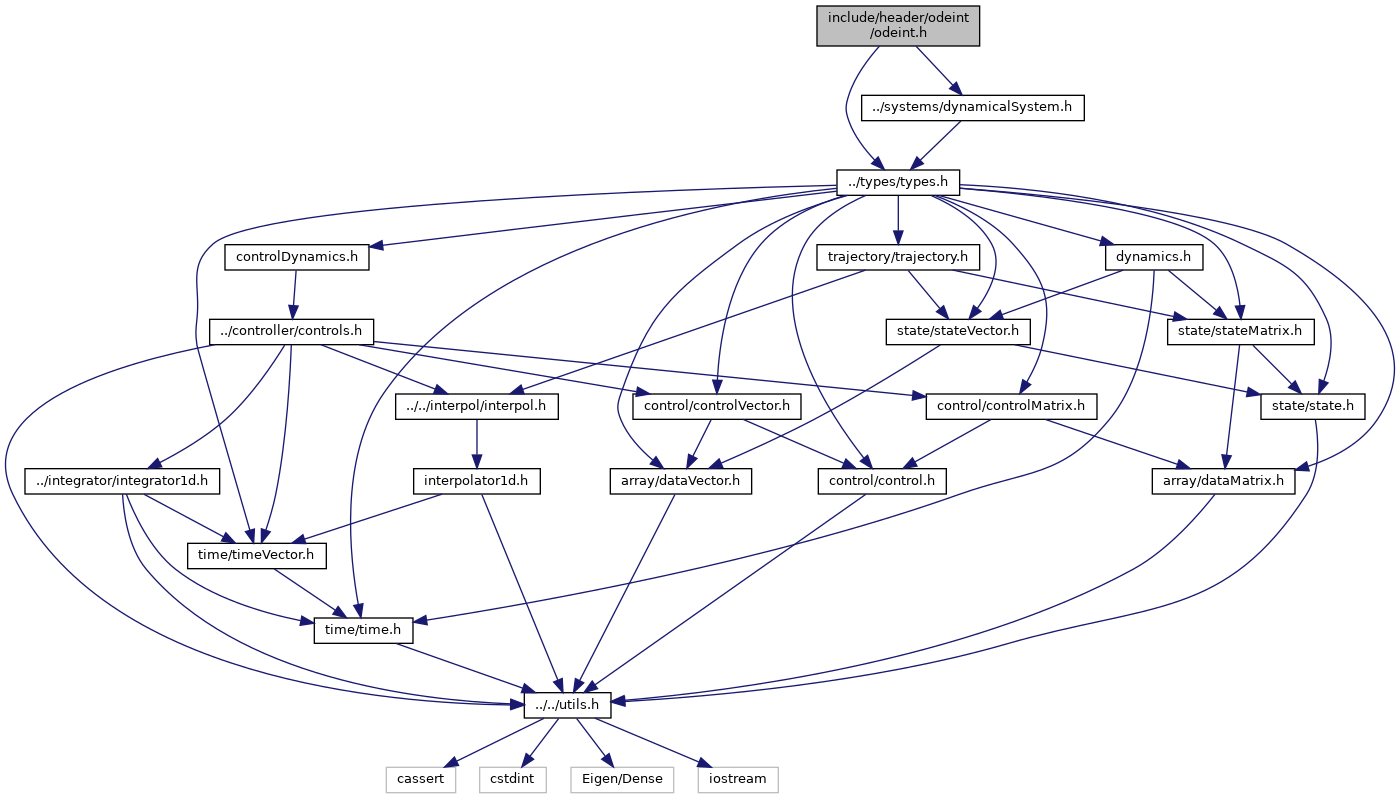 include/header/odeint
/odeint.h
../systems/dynamicalSystem.h
../types/types.h
controlDynamics.h
trajectory/trajectory.h
dynamics.h
../controller/controls.h
state/stateVector.h
state/stateMatrix.h
../../interpol/interpol.h
control/controlVector.h
control/controlMatrix.h
state/state.h
../integrator/integrator1d.h
interpolator1d.h
array/dataVector.h
control/control.h
array/dataMatrix.h
time/timeVector.h
time/time.h
../../utils.h
cassert
cstdint
Eigen/Dense
iostream